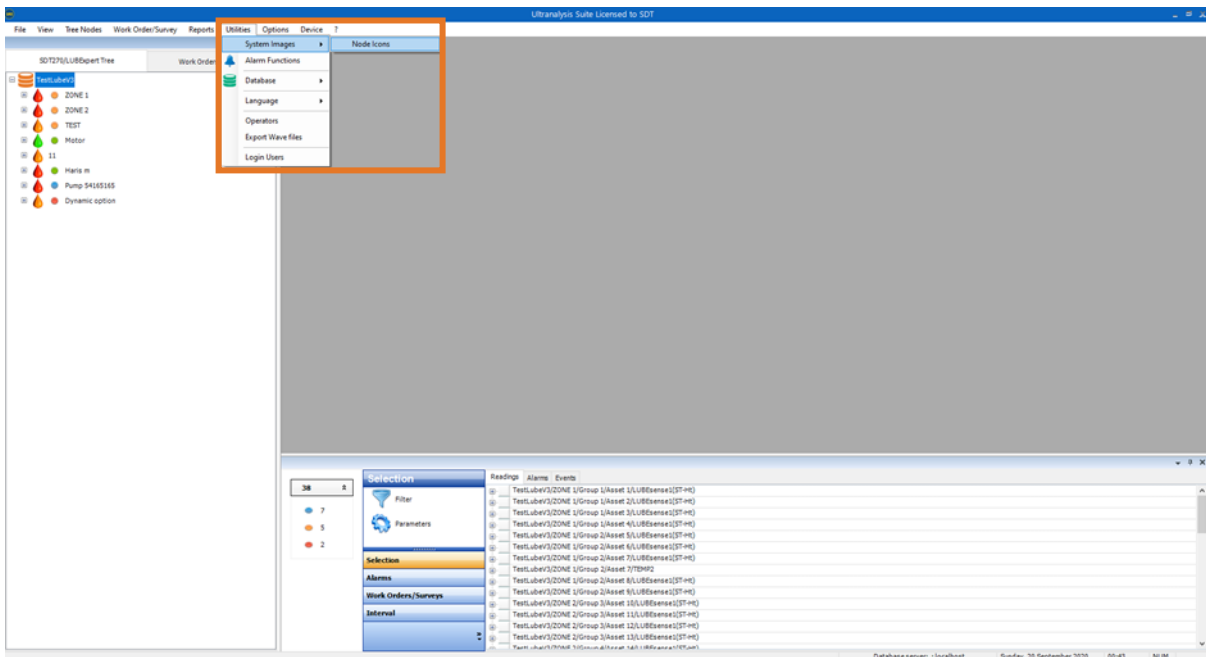 Ultranalysis Suite Licensed to SDT
File View Tree Nodes Work Order/Survey Reports Utilities Options Device ?
System Images Node Icons
SDT270/LUBExpert Tree Work Order
Alarm Functions
TestLubeV3
Database
ZONE 1
Language
ZONE 2
TEST
Operators
Motor
Export Wave files
11
Login Users
Haris m
Pump 54165165
Dynamic option
Selection Readings Alarms Events
38
Filter
7
Parameters
5
2
Selection
Alarms
Work Orders/Surveys
Interval
TestLubeV3/ZONE 1/Group 1/Asset 1/LUBEsense1(ST-Ht)
TestLubeV3/ZONE 1/Group 1/Asset 2/LUBEsense1(ST-Ht)
TestLubeV3/ZONE 1/Group 1/Asset 3/LUBEsense1(ST-Ht)
TestLubeV3/ZONE 1/Group 1/Asset 4/LUBEsense1(ST-Ht)
TestLubeV3/ZONE 1/Group 2/Asset 5/LUBEsense1(ST-Ht)
TestLubeV3/ZONE 1/Group 2/Asset 6/LUBEsense1(ST-Ht)
TestLubeV3/ZONE 1/Group 2/Asset 7/LUBEsense1(ST-Ht)
TestLubeV3/ZONE 1/Group 2/Asset 7/TEMP2
TestLubeV3/ZONE 1/Group 2/Asset 8/LUBEsense1(ST-Ht)
TestLubeV3/ZONE 1/Group 2/Asset 9/LUBEsense1(ST-Ht)
TestLubeV3/ZONE 2/Group 3/Asset 10/LUBEsense1(ST-Ht)
TestLubeV3/ZONE 2/Group 3/Asset 11/LUBEsense1(ST-Ht)
TestLubeV3/ZONE 2/Group 3/Asset 12/LUBEsense1(ST-Ht)
TestLubeV3/ZONE 2/Group 3/Asset 13/LUBEsense1(ST-Ht)
Database server: : localhost Sunday, 20 September 2020 NUM